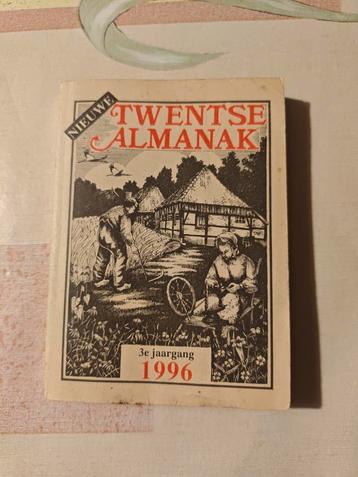 NIEUWE
TWENTSE
ALMANAK
3e jaargang
1996